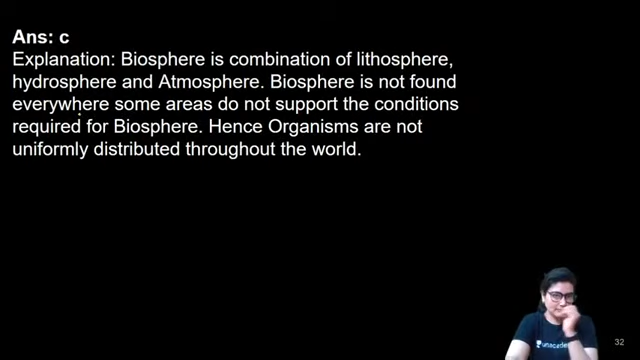 Ans: c
Explanation: Biosphere is combination of lithosphere,
hydrosphere and Atmosphere. Biosphere is not found
everywhere some areas do not support the conditions
required for Biosphere. Hence Organisms are not
uniformly distributed throughout the world.
32